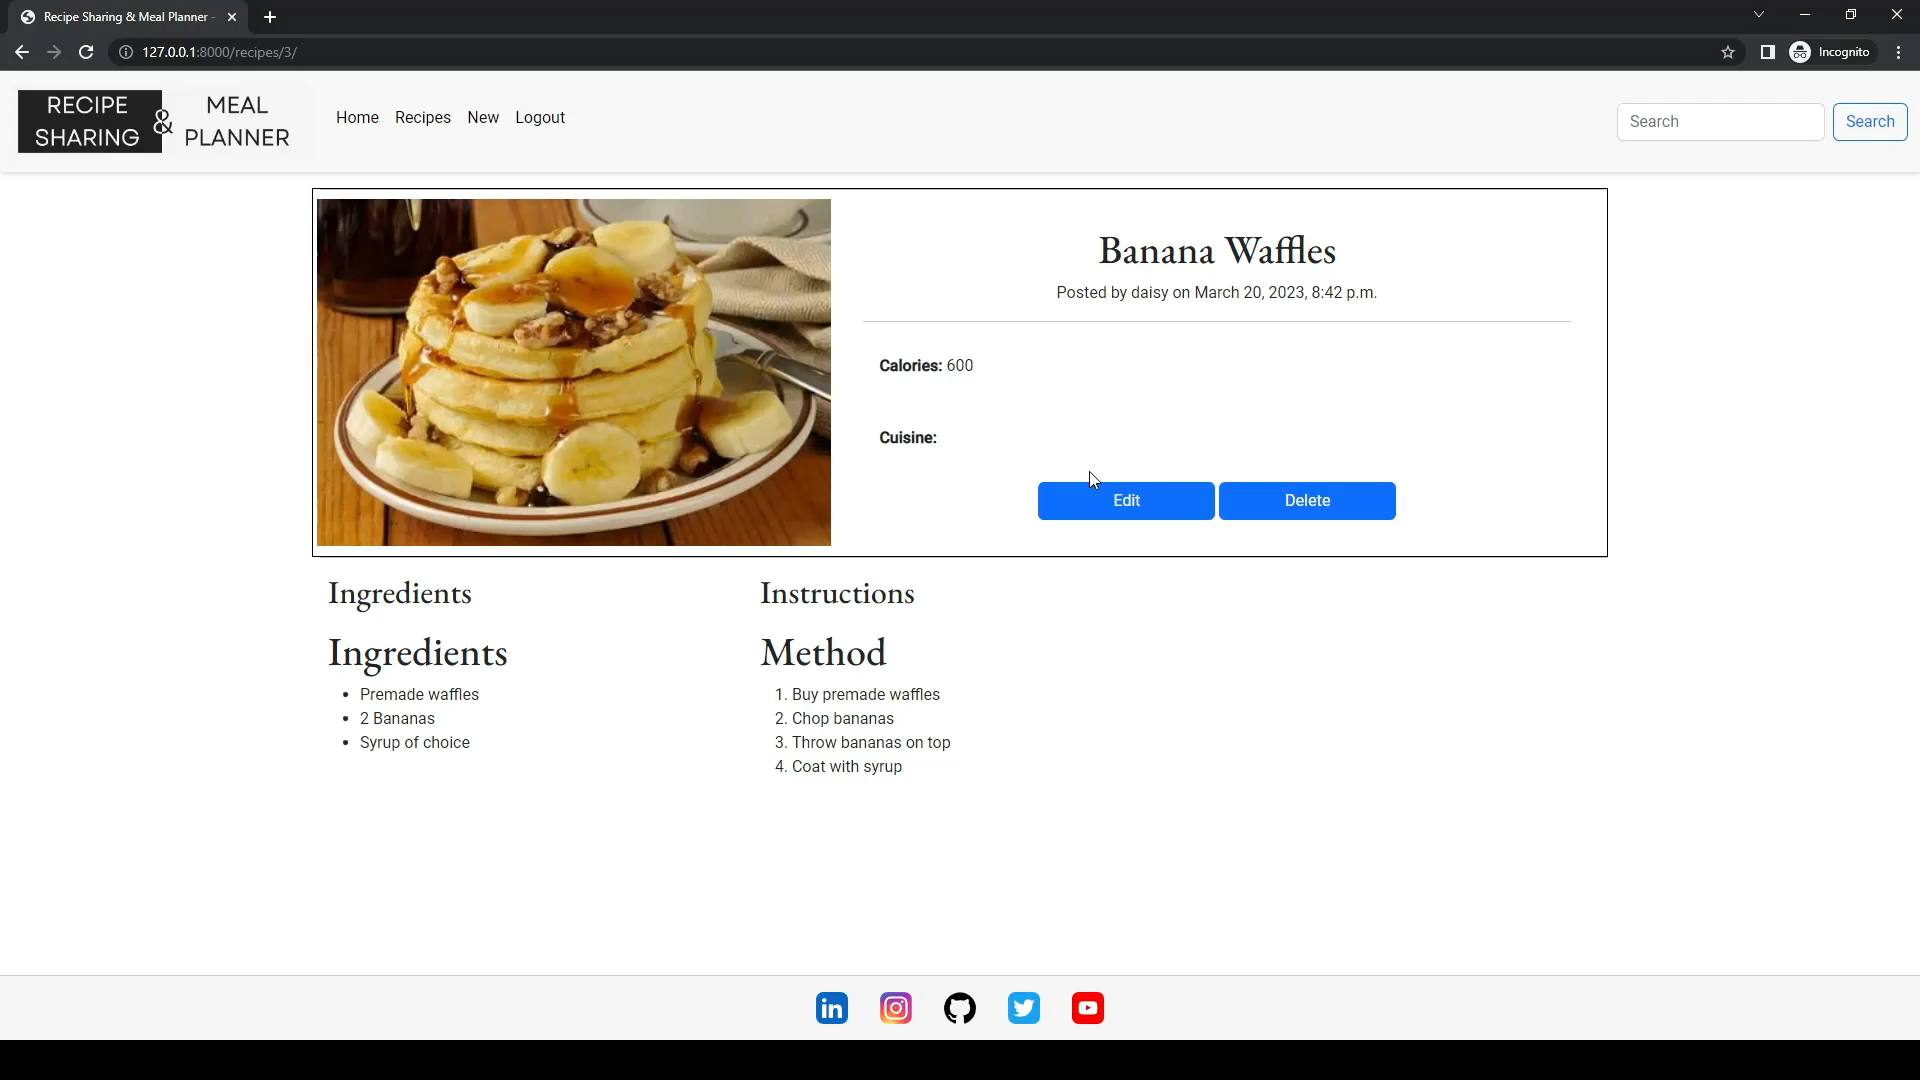 Recipe Sharing & Meal Planner -
127.0.0.1:8000/recipes/3/
Incognito
RECIPE SHARING & MEAL PLANNER
Home Recipes New Logout
Search
Search
Banana Waffles
Posted by daisy on March 20, 2023, 8:42 p.m.
Calories: 600
Cuisine:
Edit
Delete
Ingredients
Ingredients
• Premade waffles
• 2 Bananas
• Syrup of choice
Instructions
Method
1. Buy premade waffles
2. Chop bananas
3. Throw bananas on top
4. Coat with syrup
in